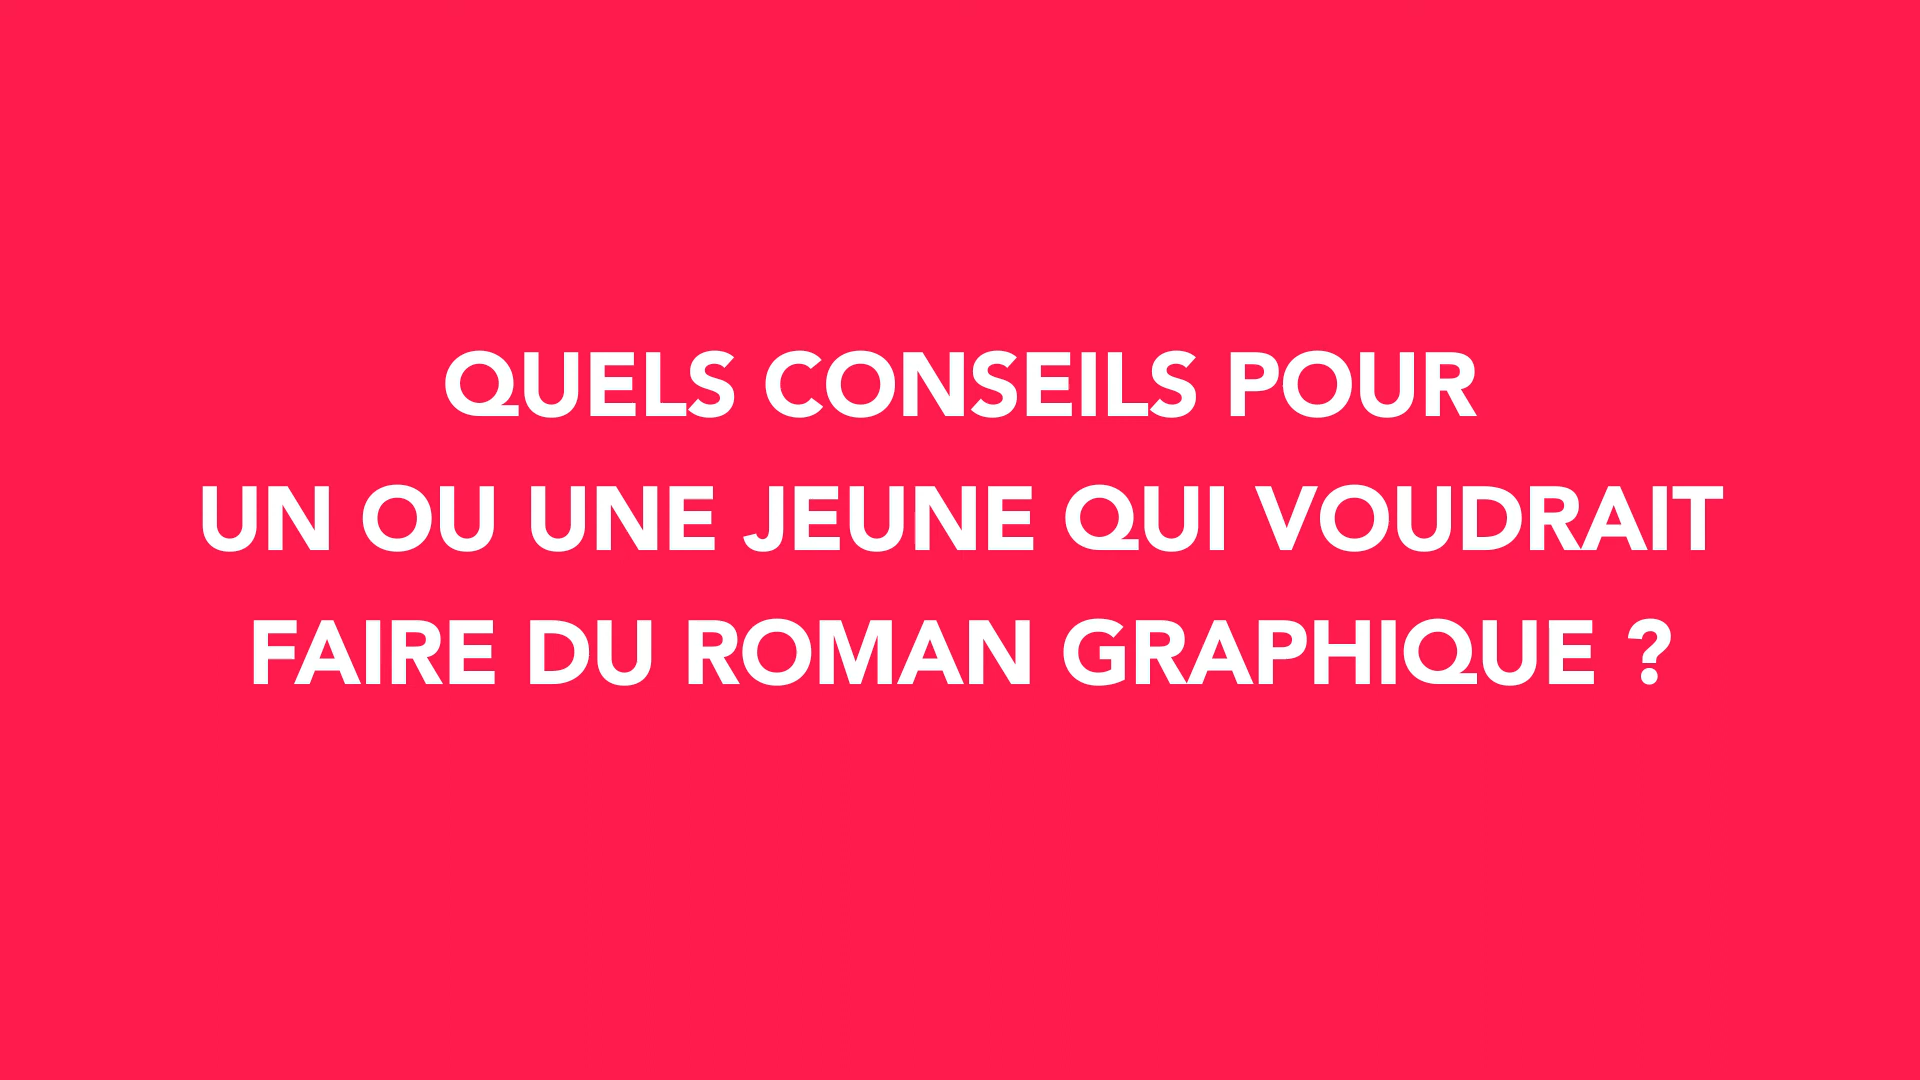 QUELS CONSEILS POUR
UN OU UNE JEUNE QUI VOUDRAIT
FAIRE DU ROMAN GRAPHIQUE ?